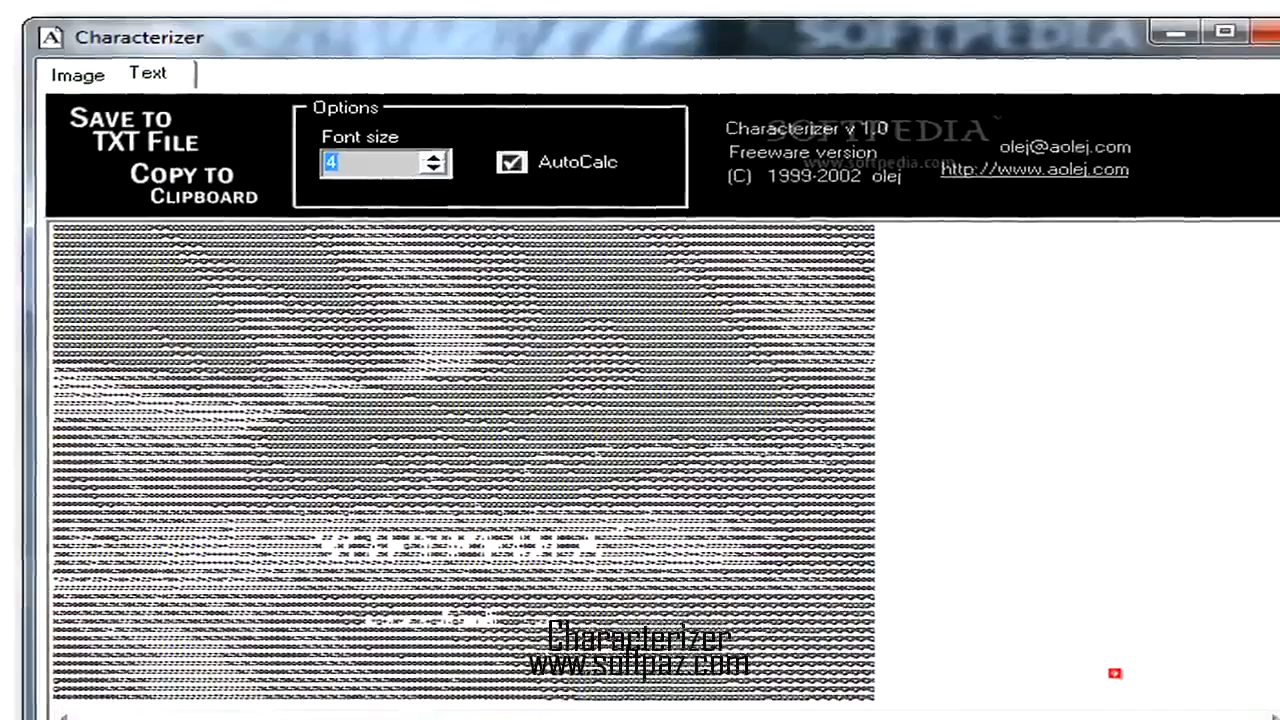 Characterizer
SOFTPEDIA
Image
Text
SAVE TO
TXT FILE
COPY TO
CLIPBOARD
Options
Font size
4
AutoCalc
SOFTPEDIA
www.softpedia.com
Characterizer v 1,0
Freeware version
(C) 1999-2002 olej
olej@aolej.com
http://www.aolej.com
SOFTPEDIA
Characterizer
www.softpaz.com